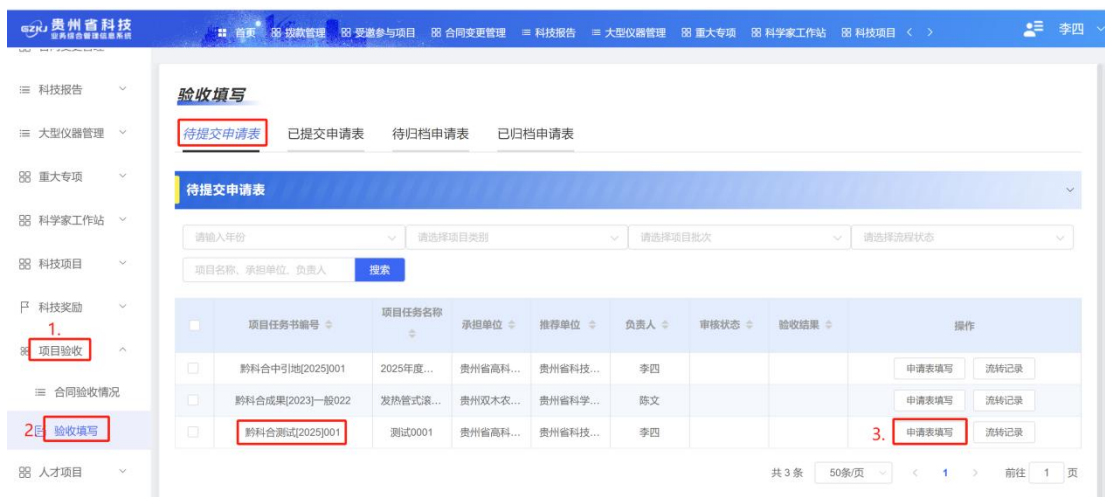 GZKJ 贵州省科技
业务综合管理信息系统
首页 拨款管理 受邀参与项目 合同变更管理 科技报告 大型仪器管理 重大专项 科学家工作站 科技项目 < >
李四
科技报告
大型仪器管理
重大专项
科学家工作站
科技项目
科技奖励
1.
项目验收
合同验收情况
2 验收填写
人才项目
验收填写
待提交申请表 已提交申请表 待归档申请表 已归档申请表
待提交申请表
请输入年份 请选择项目类别 请选择项目批次 请选择流程状态
项目名称、承担单位、负责人 搜索
项目任务书编号 项目任务名称 承担单位 推荐单位 负责人 审核状态 验收结果 操作
黔科合中引地[2025]001 2025年度... 贵州省高科... 贵州省科技... 李四 申请表填写 流转记录
黔科合成果[2023]一般022 发热管式滚... 贵州双木农... 贵州省科学... 陈文 申请表填写 流转记录
黔科合测试[2025]001 测试0001 贵州省高科... 贵州省科技... 李四 3. 申请表填写 流转记录
共 3 条 50条/页 < 1 > 前往 1 页